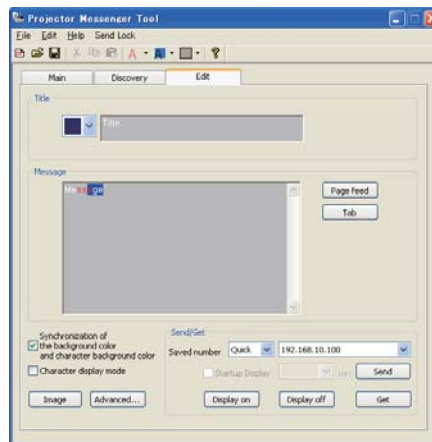 Projector Messenger Tool
File Edit Help Send Lock
Main Discovery Edit
Title
Title
Message
Message
Page feed
Tab
Synchronization of
the background color
and character background color
Character display mode
Image Advanced...
Send/Get
Saved number Quick 192.168.10.100
Startup Display Send
Display on Display off Get